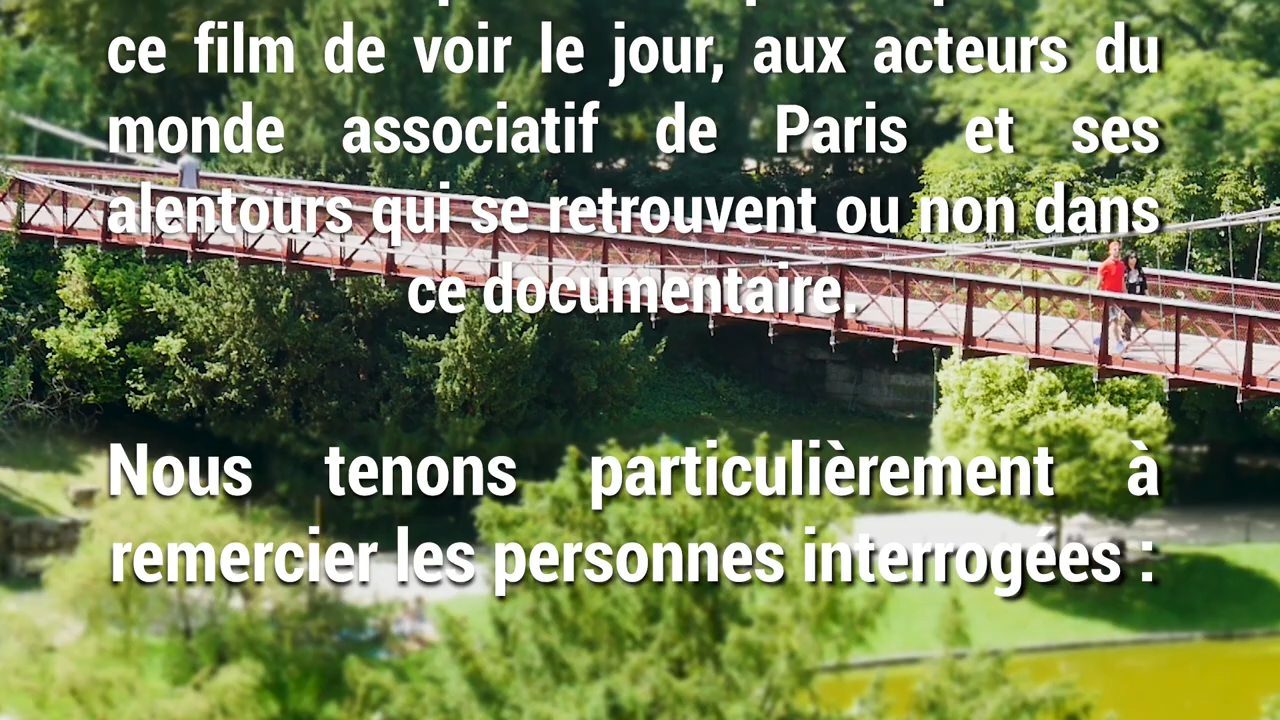 ce film de voir le jour, aux acteurs du
monde associatif de Paris et ses
alentours qui se retrouvent ou non dans
ce documentaire.
Nous tenons particulièrement à
remercier les personnes interrogées :